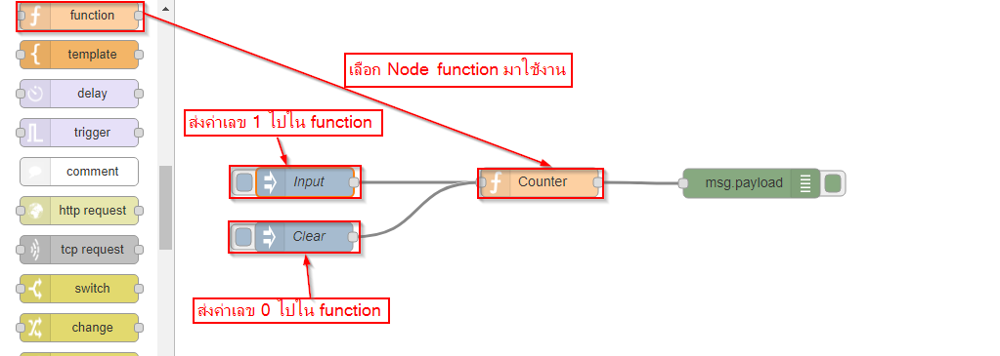 function
template
delay
trigger
comment
http request
tcp request
switch
change
เลือก Node function มาใช้งาน
ส่งค่าเลข 1 ไปใน function
Input
Counter
msg.payload
Clear
ส่งค่าเลข 0 ไปใน function